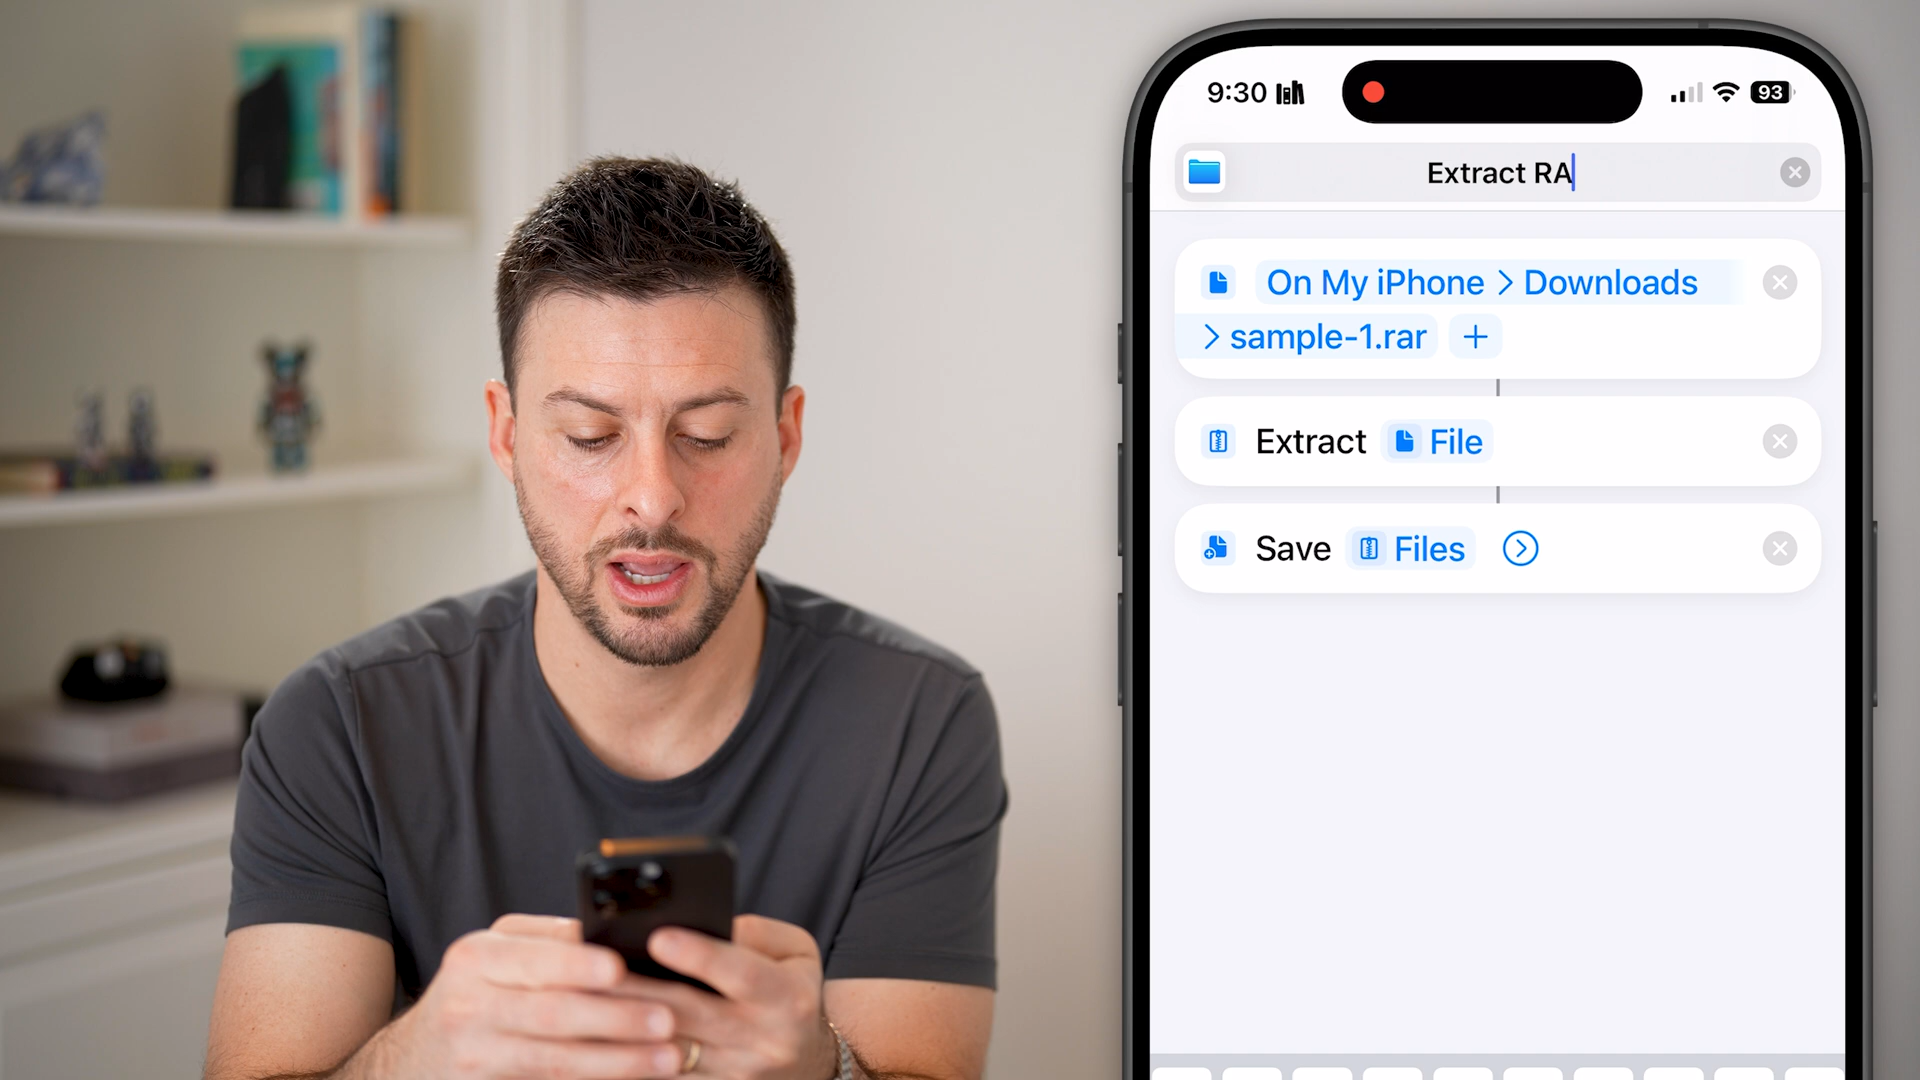 9:30
93
Extract RA
On My iPhone > Downloads
> sample-1.rar +
Extract File
Save Files